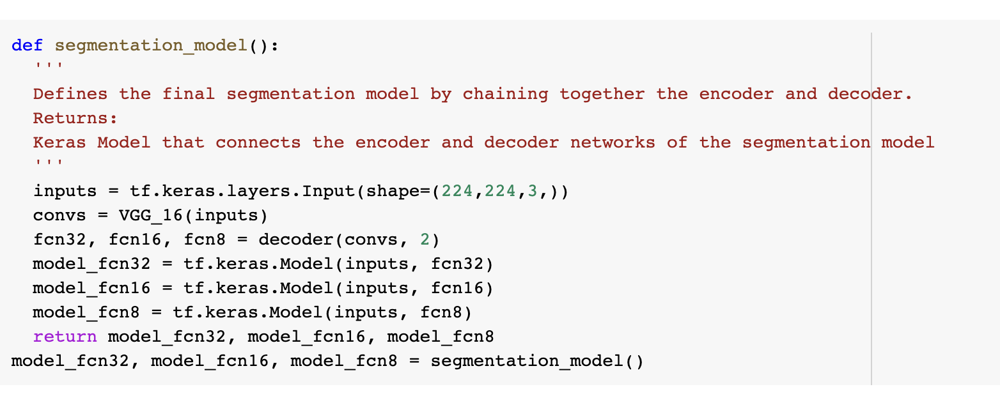 def segmentation_model():
  '''
  Defines the final segmentation model by chaining together the encoder and decoder.
  Returns:
  Keras Model that connects the encoder and decoder networks of the segmentation model
  '''
  inputs = tf.keras.layers.Input(shape=(224,224,3,))
  convs = VGG_16(inputs)
  fcn32, fcn16, fcn8 = decoder(convs, 2)
  model_fcn32 = tf.keras.Model(inputs, fcn32)
  model_fcn16 = tf.keras.Model(inputs, fcn16)
  model_fcn8 = tf.keras.Model(inputs, fcn8)
  return model_fcn32, model_fcn16, model_fcn8
model_fcn32, model_fcn16, model_fcn8 = segmentation_model()